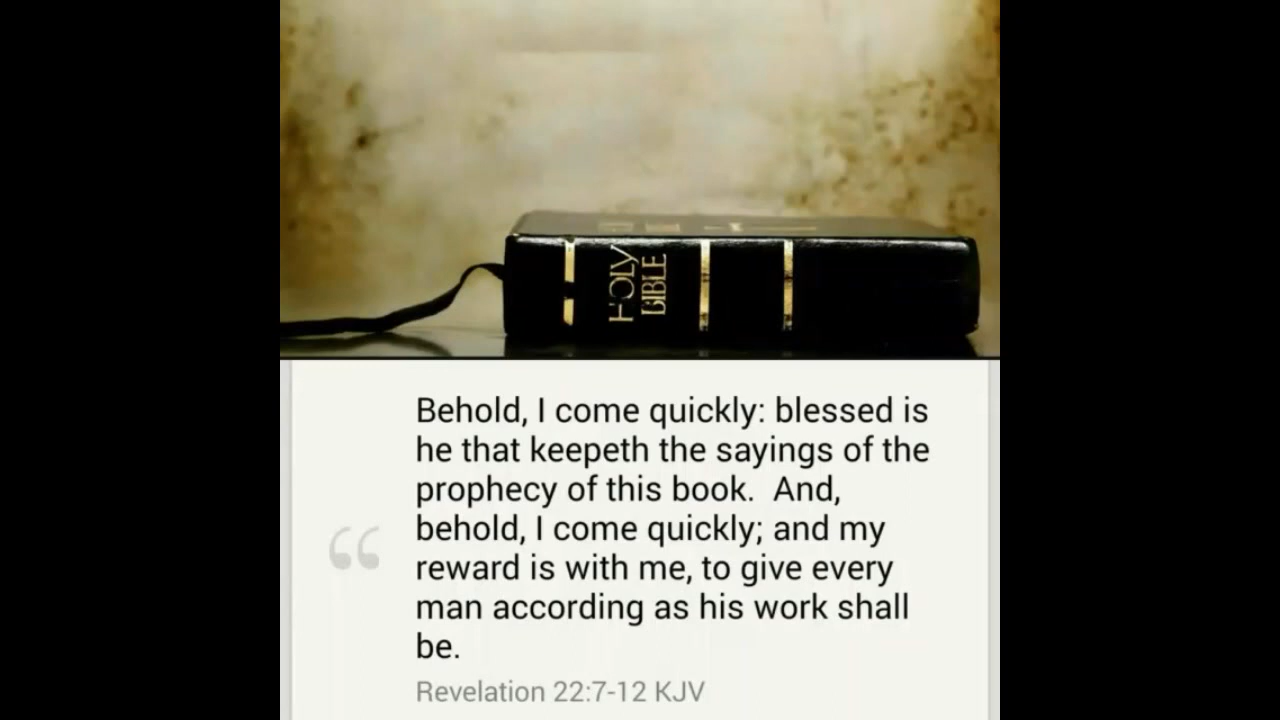 HOLY
BIBLE
Behold, I come quickly: blessed is
he that keepeth the sayings of the
prophecy of this book.  And,
behold, I come quickly; and my
reward is with me, to give every
man according as his work shall
be.
Revelation 22:7-12 KJV